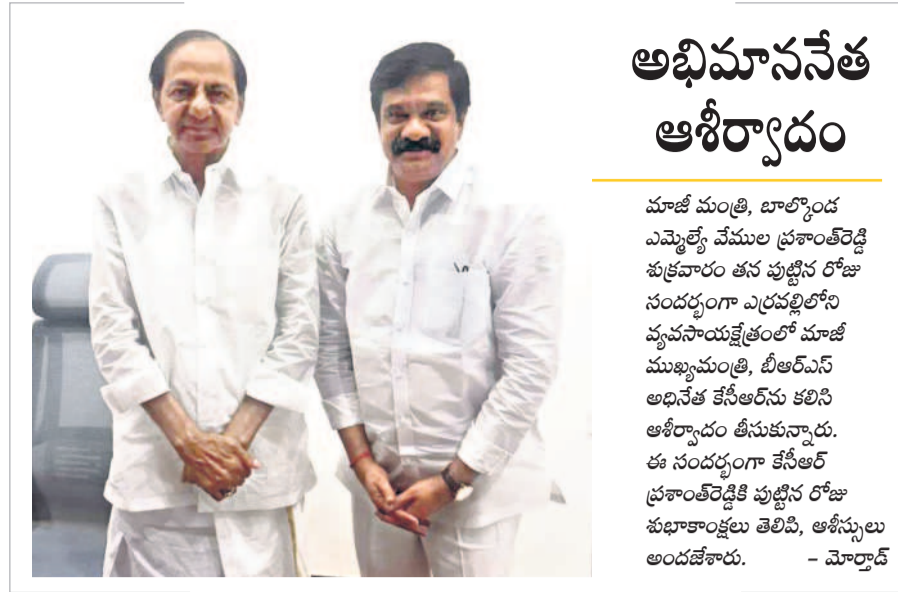 అభిమాననేత
ఆశీర్వాదం
మాజీ మంత్రి, బాల్కొండ
ఎమ్మెల్యే వేముల ప్రశాంత్‌రెడ్డి
శుక్రవారం తన పుట్టిన రోజు
సందర్భంగా ఎర్రవల్లిలోని
వ్యవసాయక్షేత్రంలో మాజీ
ముఖ్యమంత్రి, బీఆర్ఎస్
అధినేత కేసీఆర్‌ను కలిసి
ఆశీర్వాదం తీసుకున్నారు.
ఈ సందర్భంగా కేసీఆర్
ప్రశాంత్‌రెడ్డికి పుట్టిన రోజు
శుభాకాంక్షలు తెలిపి, ఆశీస్సులు
అందజేశారు. – మోర్తాడ్